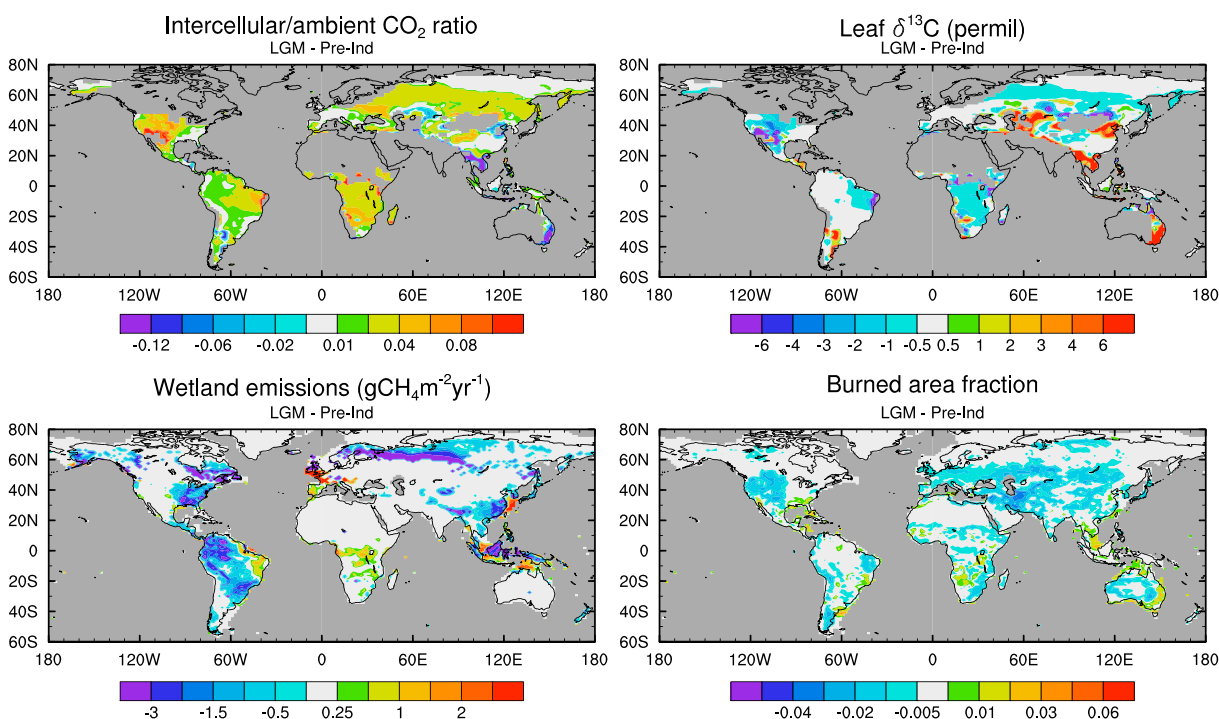 Intercellular/ambient CO₂ ratio
LGM - Pre-Ind
80N
60N
40N
20N
0
20S
40S
60S
180 120W 60W 0 60E 120E 180
-0.12 -0.06 -0.02 0.01 0.04 0.08
Leaf δ¹³C (permil)
LGM - Pre-Ind
80N
60N
40N
20N
0
20S
40S
60S
180 120W 60W 0 60E 120E 180
-6 -4 -3 -2 -1 -0.5 0.5 1 2 3 4 6
Wetland emissions (gCH₄m⁻²yr⁻¹)
LGM - Pre-Ind
80N
60N
40N
20N
0
20S
40S
60S
180 120W 60W 0 60E 120E 180
-3 -1.5 -0.5 0.25 1 2
Burned area fraction
LGM - Pre-Ind
80N
60N
40N
20N
0
20S
40S
60S
180 120W 60W 0 60E 120E 180
-0.04 -0.02 -0.005 0.01 0.03 0.06